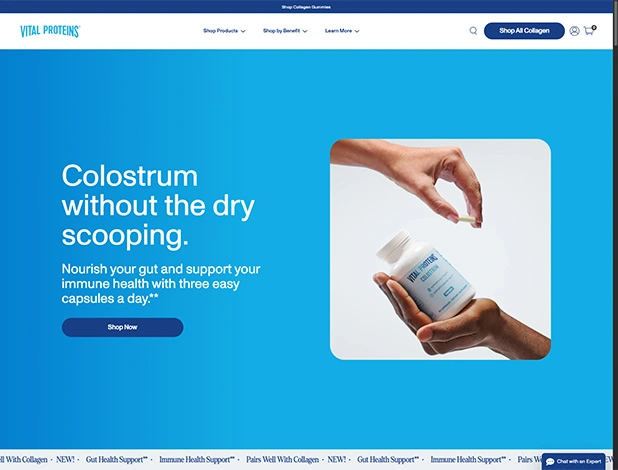 Shop Collagen Gummies
VITAL PROTEINS
Shop Products
Shop by Benefit
Learn More
Shop All Collagen
0
Colostrum
without the dry
scooping.
Nourish your gut and support your
immune health with three easy
capsules a day.**
Shop Now
VITAL PROTEINS
COLOSTRUM
ll With Collagen · NEW! · Gut Health Support** · Immune Health Support** · Pairs Well With Collagen · NEW! · Gut Health Support** · Immune Health Support** · Pairs Well W
Chat with an Expert